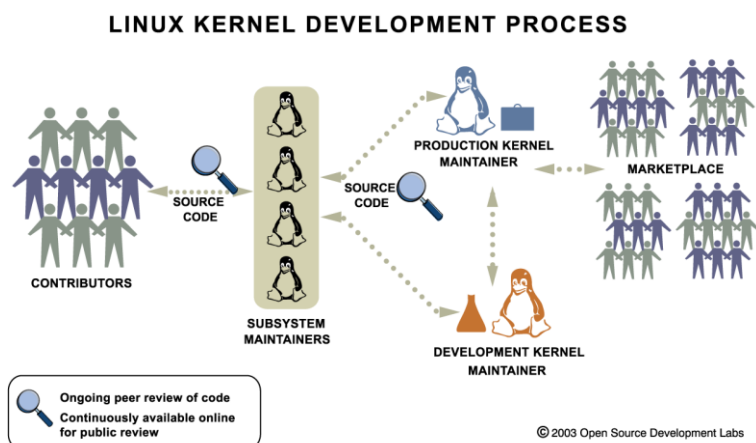 LINUX KERNEL DEVELOPMENT PROCESS
CONTRIBUTORS
SOURCE
CODE
SUBSYSTEM
MAINTAINERS
SOURCE
CODE
PRODUCTION KERNEL
MAINTAINER
MARKETPLACE
DEVELOPMENT KERNEL
MAINTAINER
Ongoing peer review of code
Continuously available online
for public review
© 2003 Open Source Development Labs